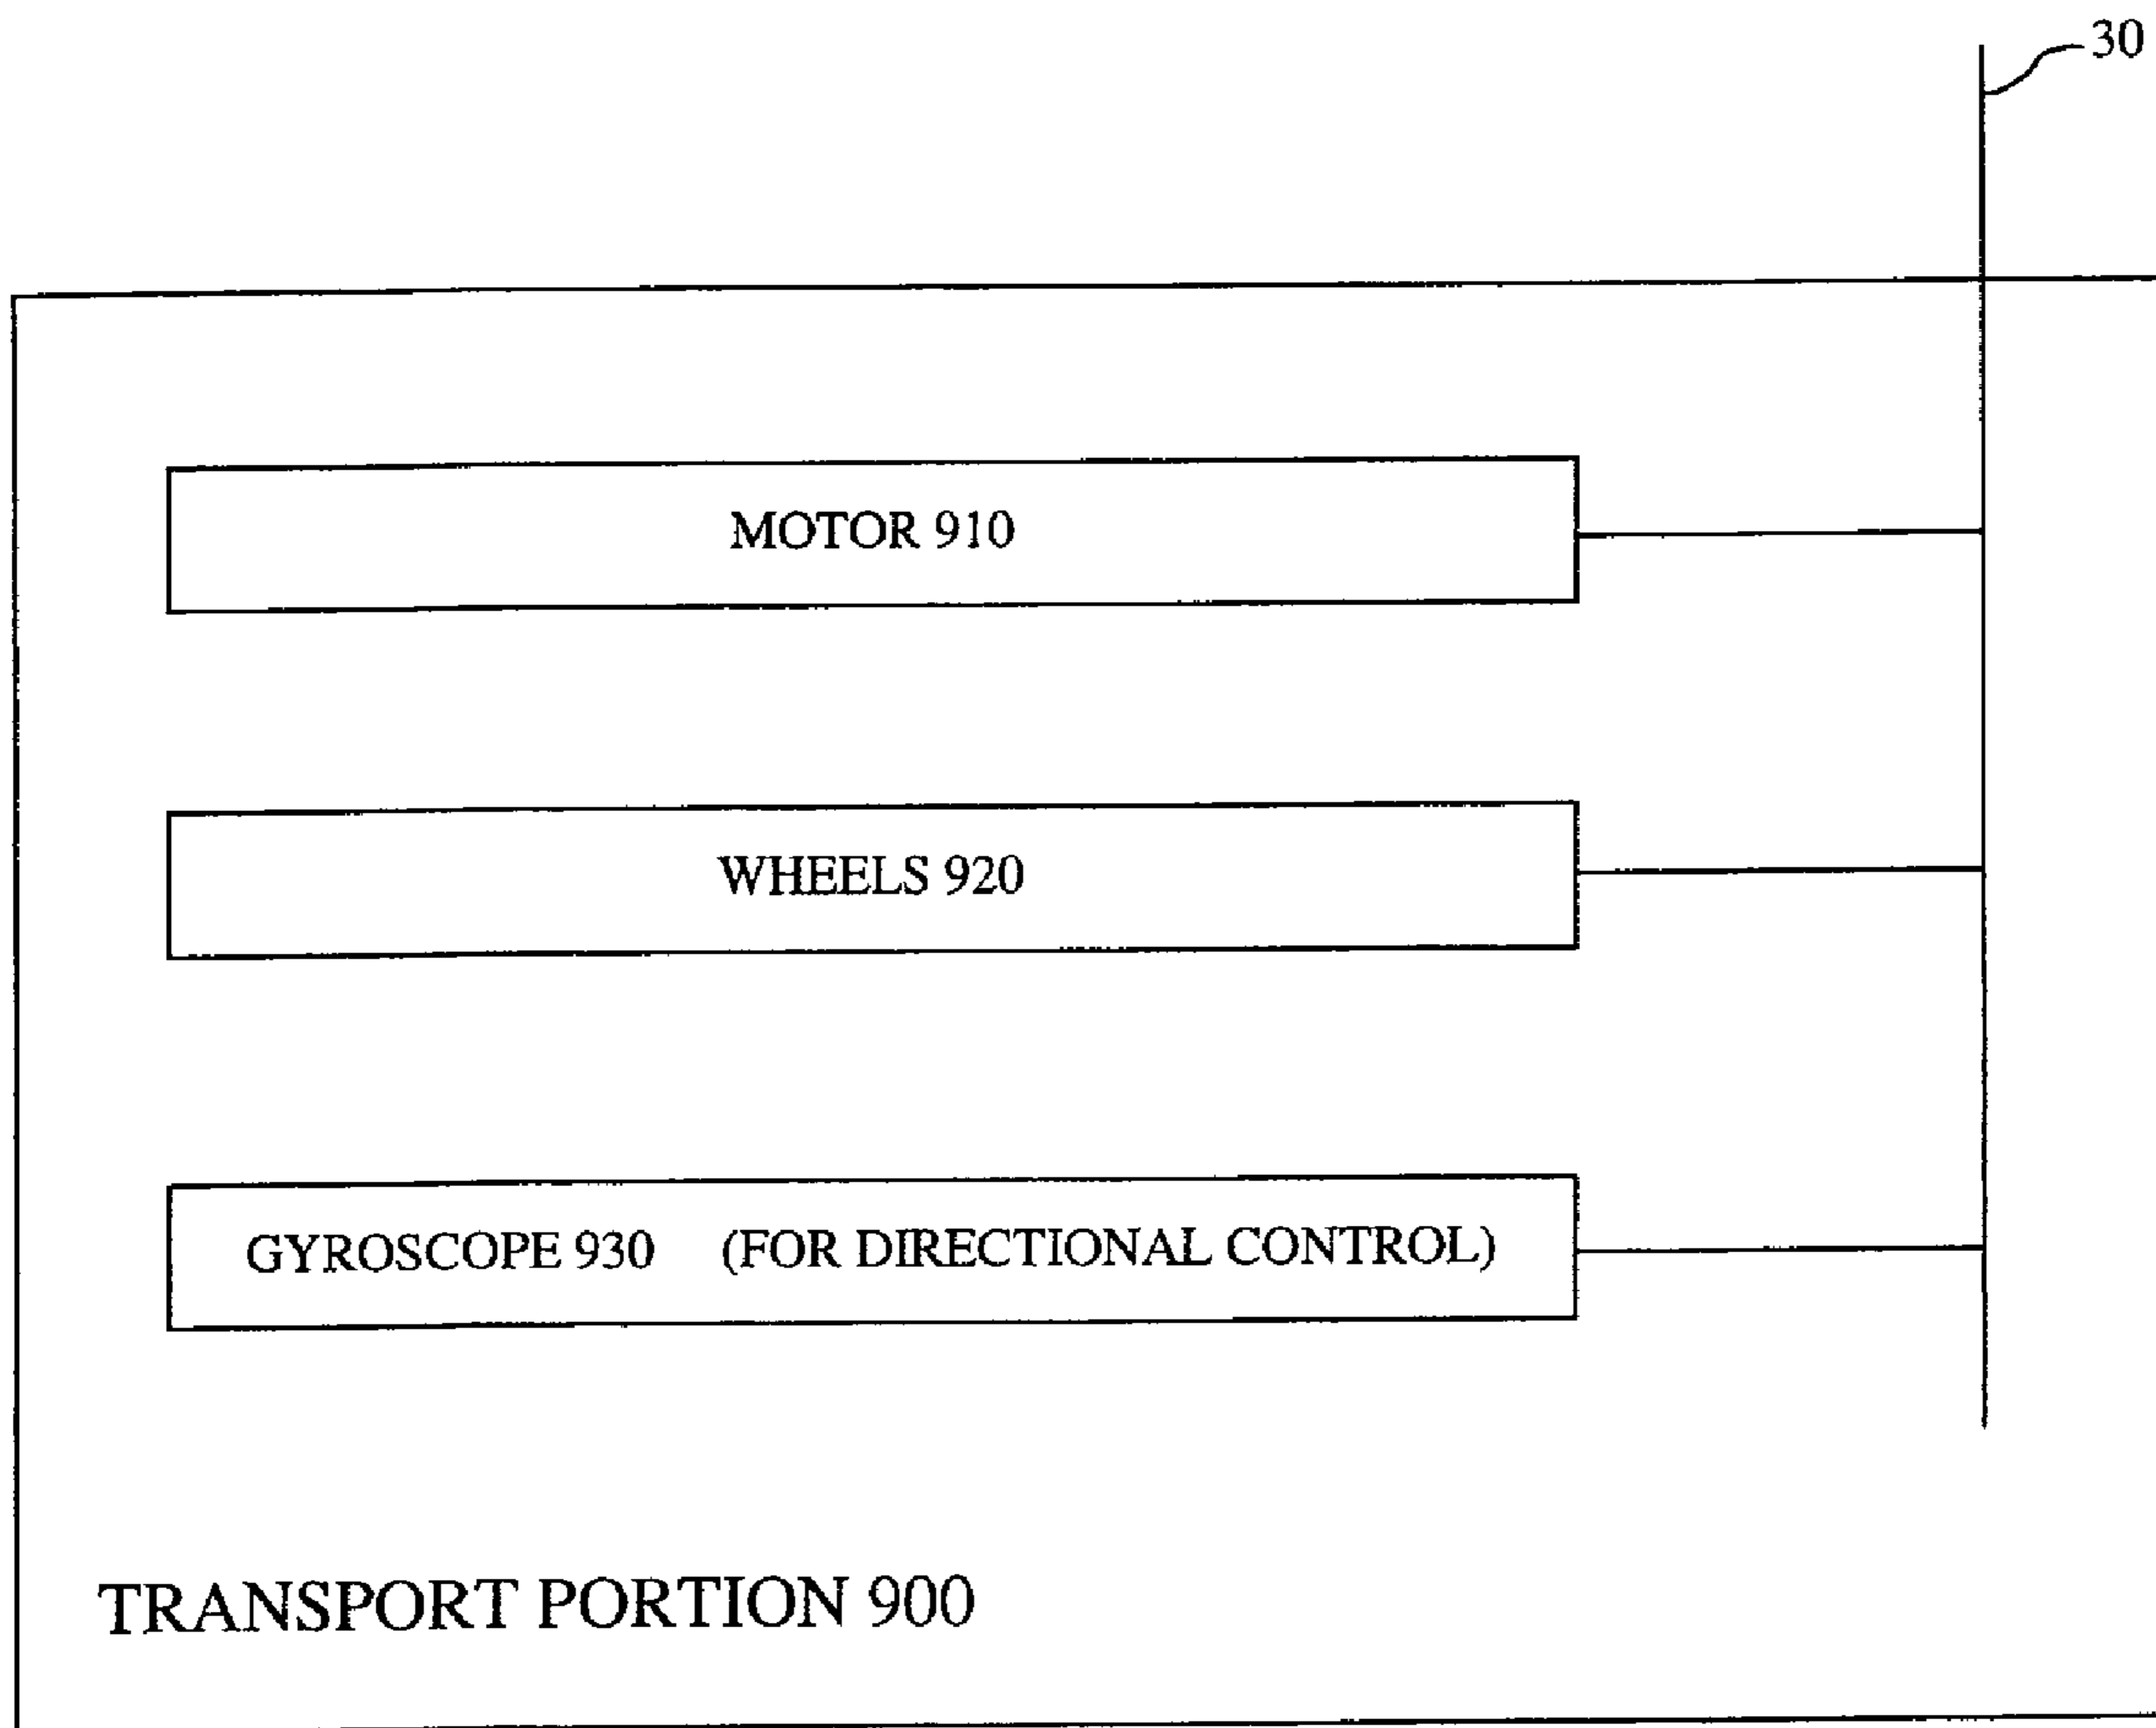 30
MOTOR 910
WHEELS 920
GYROSCOPE 930 (FOR DIRECTIONAL CONTROL)
TRANSPORT PORTION 900